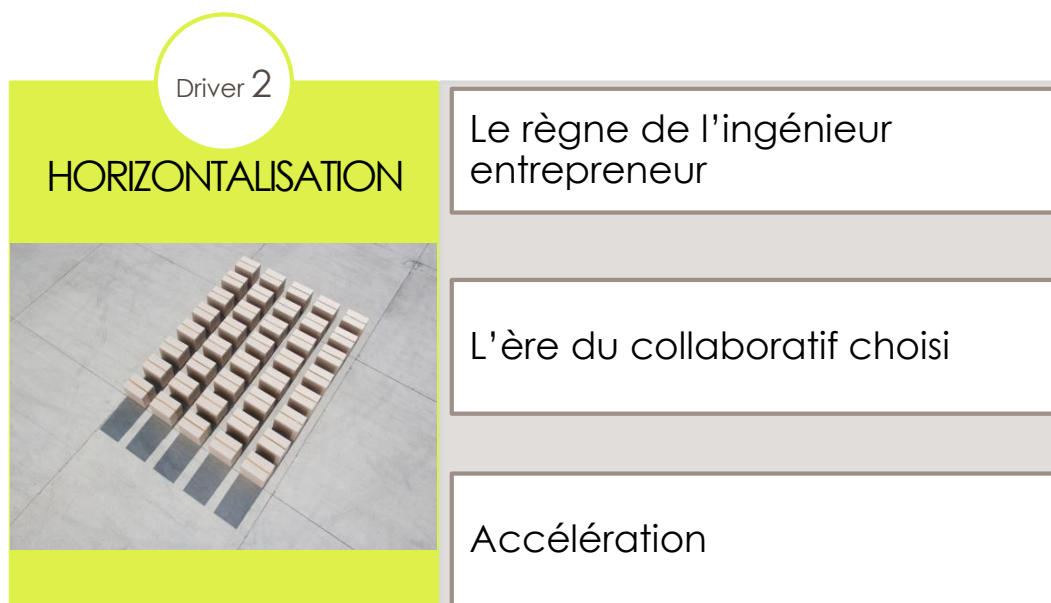 Driver 2
HORIZONTALISATION
Le règne de l’ingénieur
entrepreneur
L’ère du collaboratif choisi
Accélération